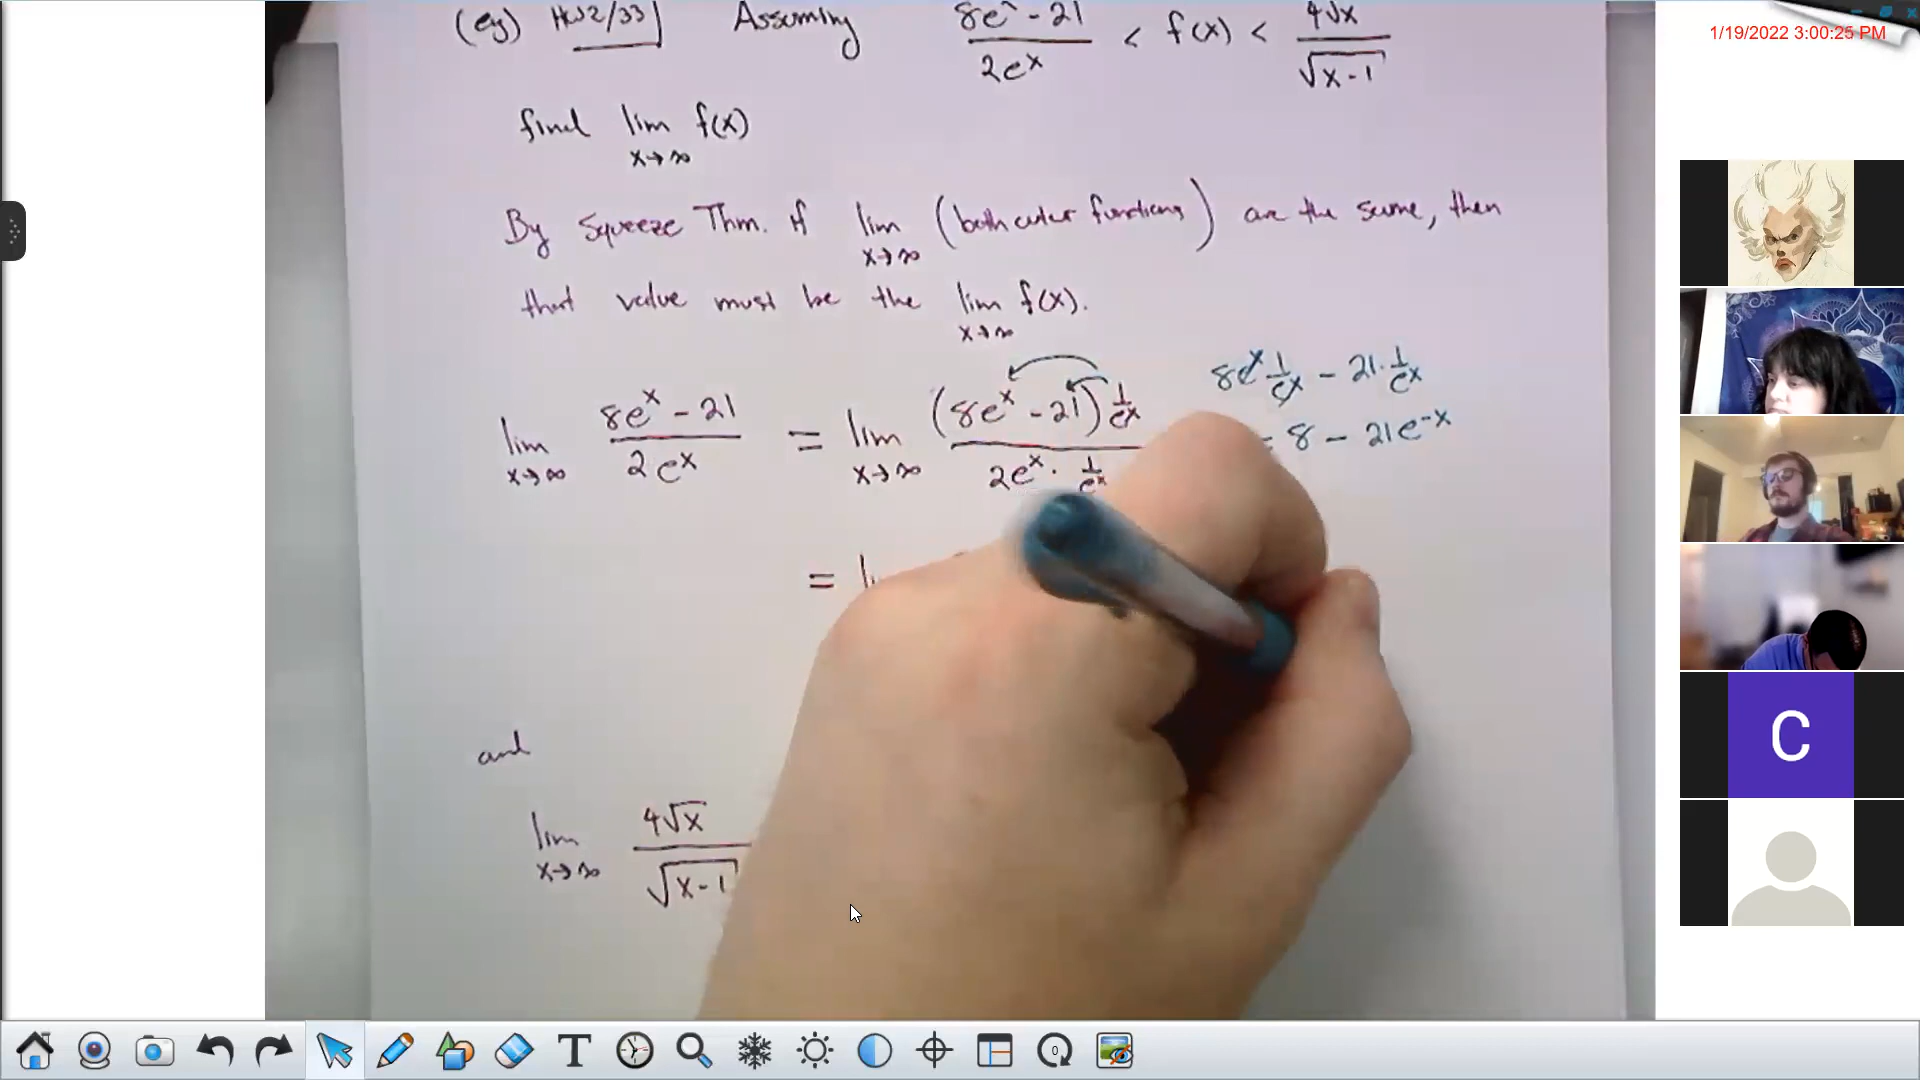 1/19/2022 3:00:25 PM
(eg) HW2/33 Assuming 8e^x - 21 / 2e^x < f(x) < 4√x / √x-1
find lim x→∞ f(x)
By Squeeze Thm. If lim x→∞ (both outer functions) are the same, then
that value must be the lim x→∞ f(x).
8e^x 1/e^x - 21 · 1/e^x
= 8 - 21e^-x
lim x→∞ 8e^x - 21 / 2e^x = lim x→∞ (8e^x - 21) 1/e^x / 2e^x · 1/e^x
=
and
lim x→∞ 4√x / √x-1
C
T
0